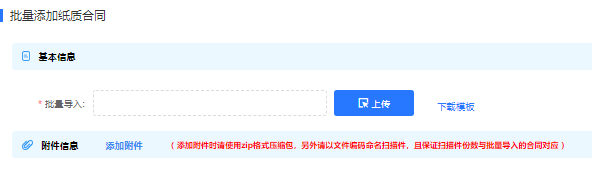 批量添加纸质合同
基本信息
* 批量导入: 上传 下载模板
附件信息 添加附件 ( 添加附件时请使用zip格式压缩包，另外请以文件编码命名扫描件，且保证扫描件份数与批量导入的合同对应 )